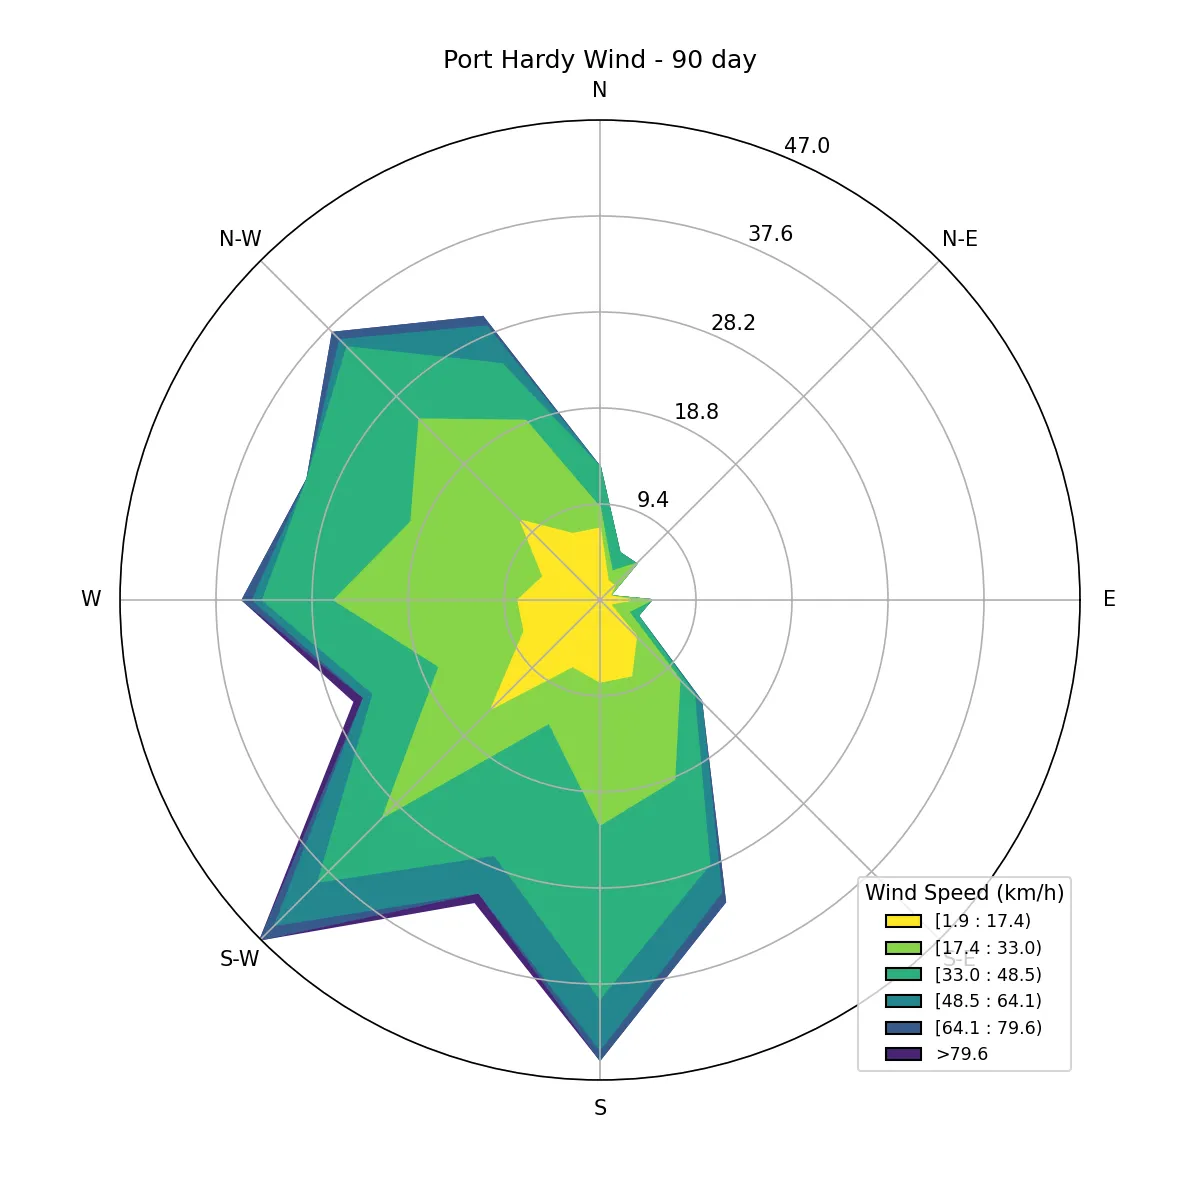 Port Hardy Wind - 90 day
N
47.0
N-W
37.6
N-E
28.2
18.8
9.4
W
E
S-W
S-E
S
Wind Speed (km/h)
[1.9 : 17.4)
[17.4 : 33.0)
[33.0 : 48.5)
[48.5 : 64.1)
[64.1 : 79.6)
>79.6